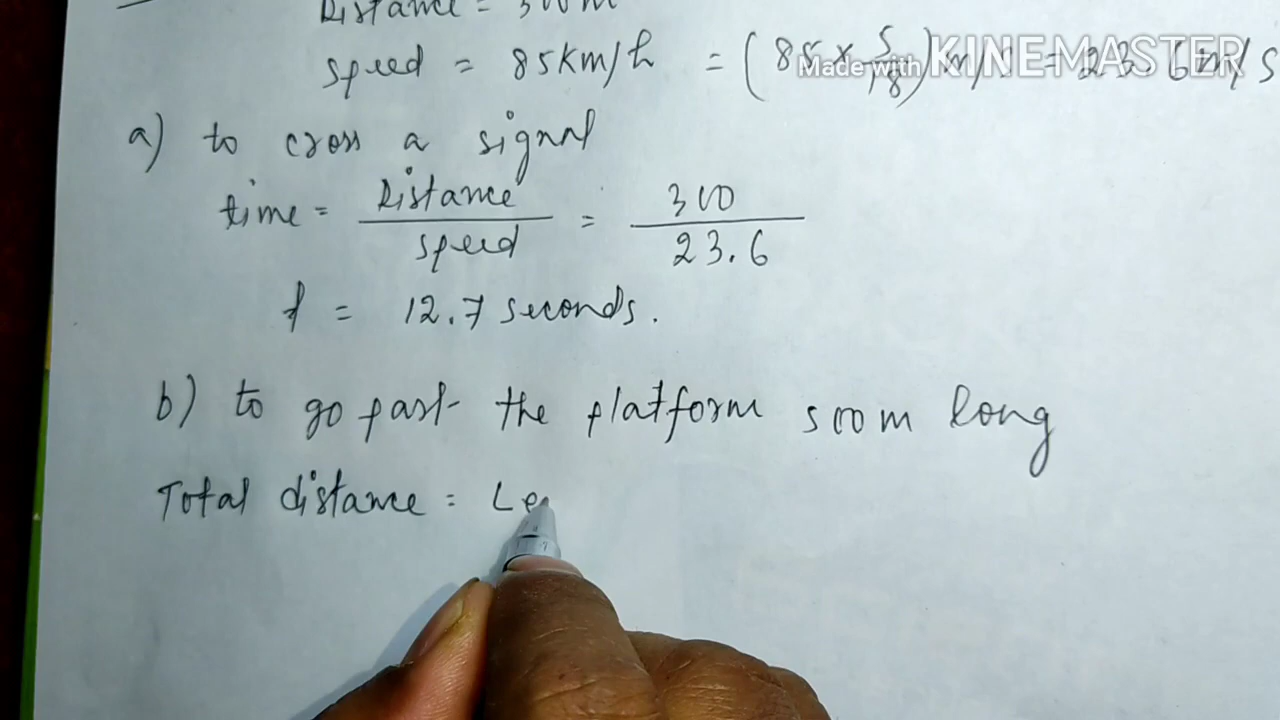 Distance = 300m
speed = 85km/h = (85 x 5/18) m/s = 23.6 m/s
Made with KINEMASTER
a) to cross a signal
time = Distance / speed = 300 / 23.6
t = 12.7 seconds.
b) to go past the platform 500m long
Total distance = Le